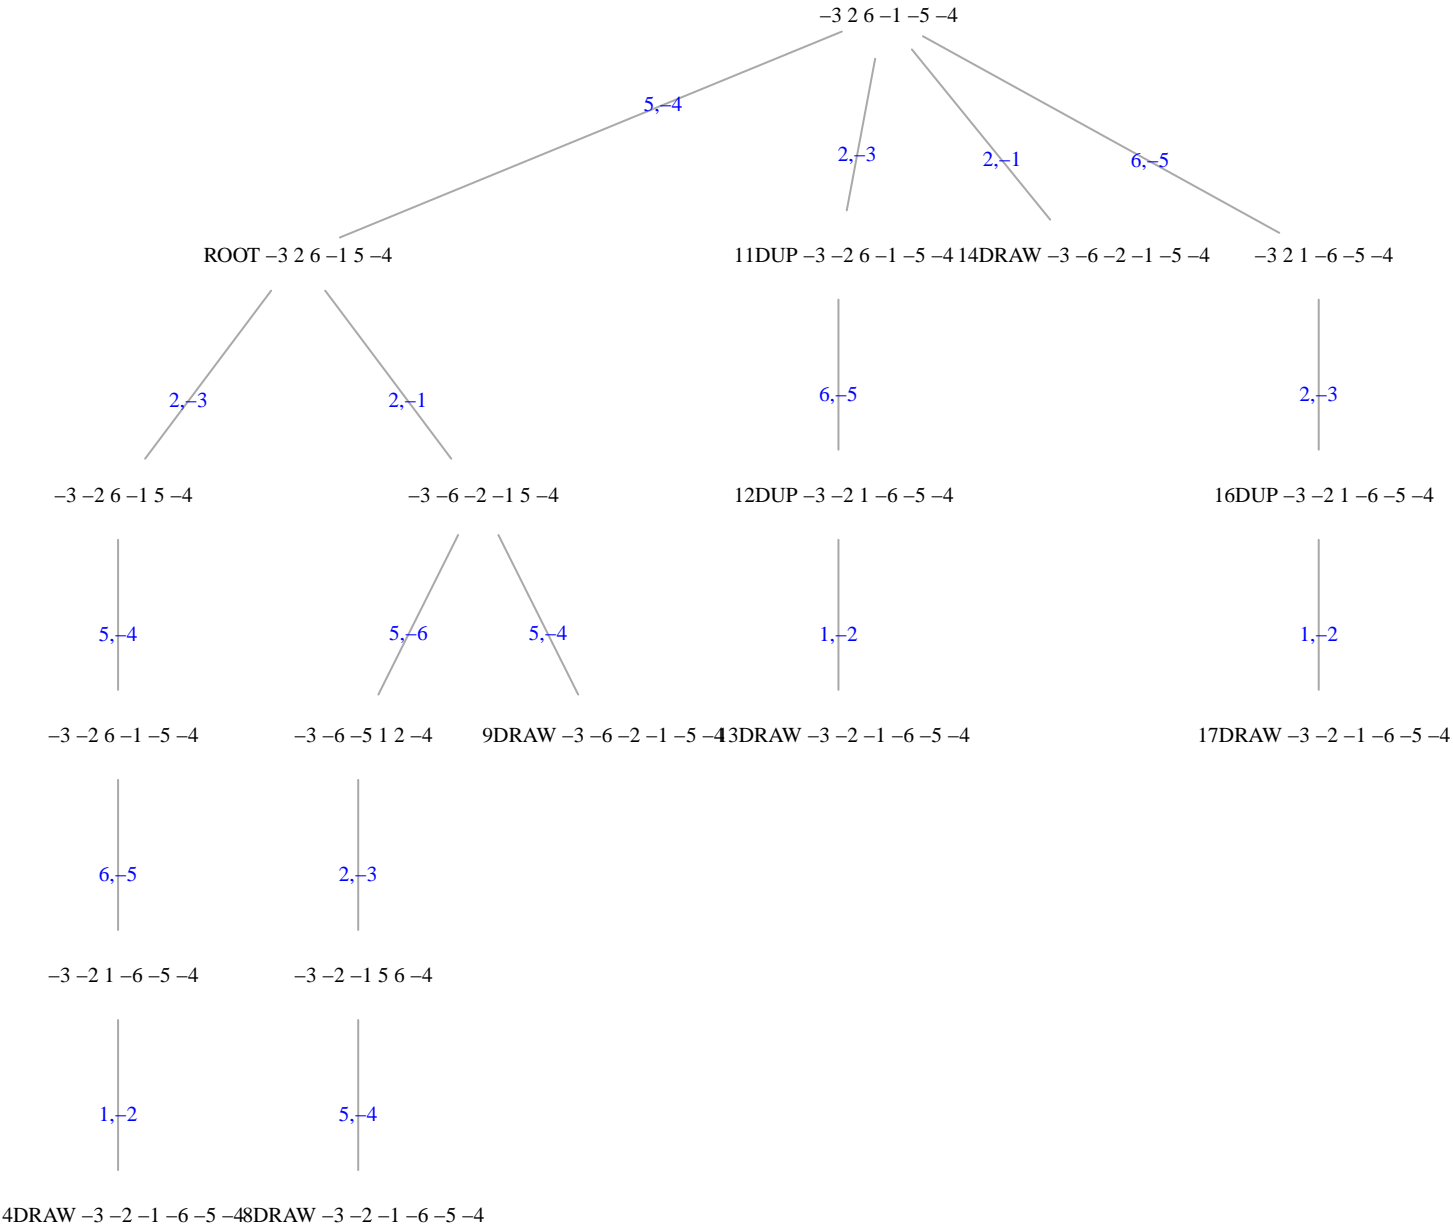 –3 2 6 –1 –5 –4
5,–4
2,–3
2,–1
6,–5
ROOT –3 2 6 –1 5 –4
11DUP –3 –2 6 –1 –5 –4
14DRAW –3 –6 –2 –1 –5 –4
–3 2 1 –6 –5 –4
2,–3
2,–1
6,–5
2,–3
–3 –2 6 –1 5 –4
–3 –6 –2 –1 5 –4
12DUP –3 –2 1 –6 –5 –4
16DUP –3 –2 1 –6 –5 –4
5,–4
5,–6
5,–4
1,–2
1,–2
–3 –2 6 –1 –5 –4
–3 –6 –5 1 2 –4
9DRAW –3 –6 –2 –1 –5 –4
13DRAW –3 –2 –1 –6 –5 –4
17DRAW –3 –2 –1 –6 –5 –4
6,–5
2,–3
–3 –2 1 –6 –5 –4
–3 –2 –1 5 6 –4
1,–2
5,–4
4DRAW –3 –2 –1 –6 –5 –4
8DRAW –3 –2 –1 –6 –5 –4